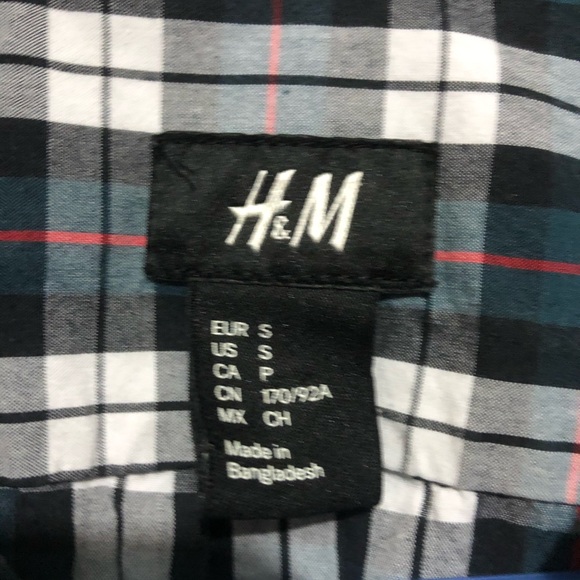 H&M
EUR S
US S
CA P
CN 170/92A
MX CH
Made in
Bangladesh